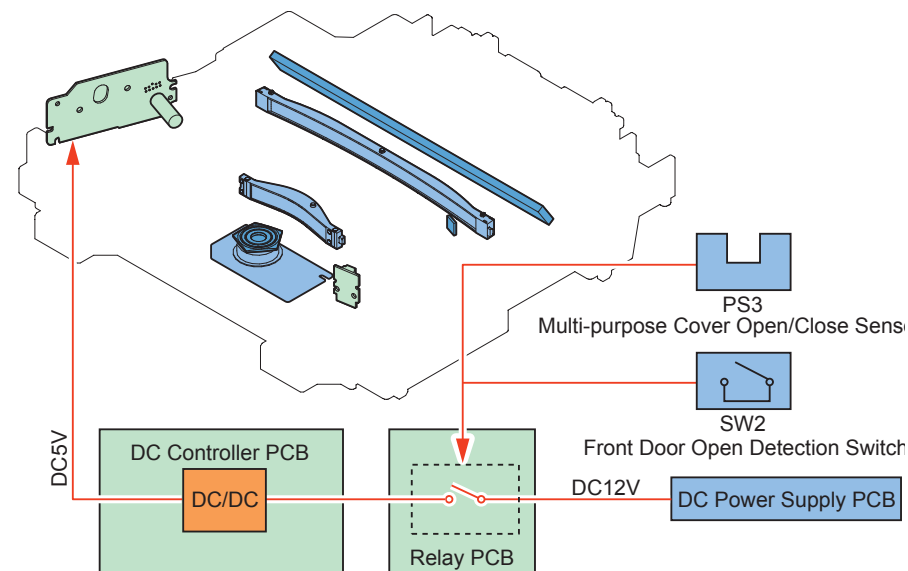 PS3
Multi-purpose Cover Open/Close Sense
SW2
Front Door Open Detection Switch
DC5V
DC Controller PCB
DC/DC
DC12V
DC Power Supply PCB
Relay PCB